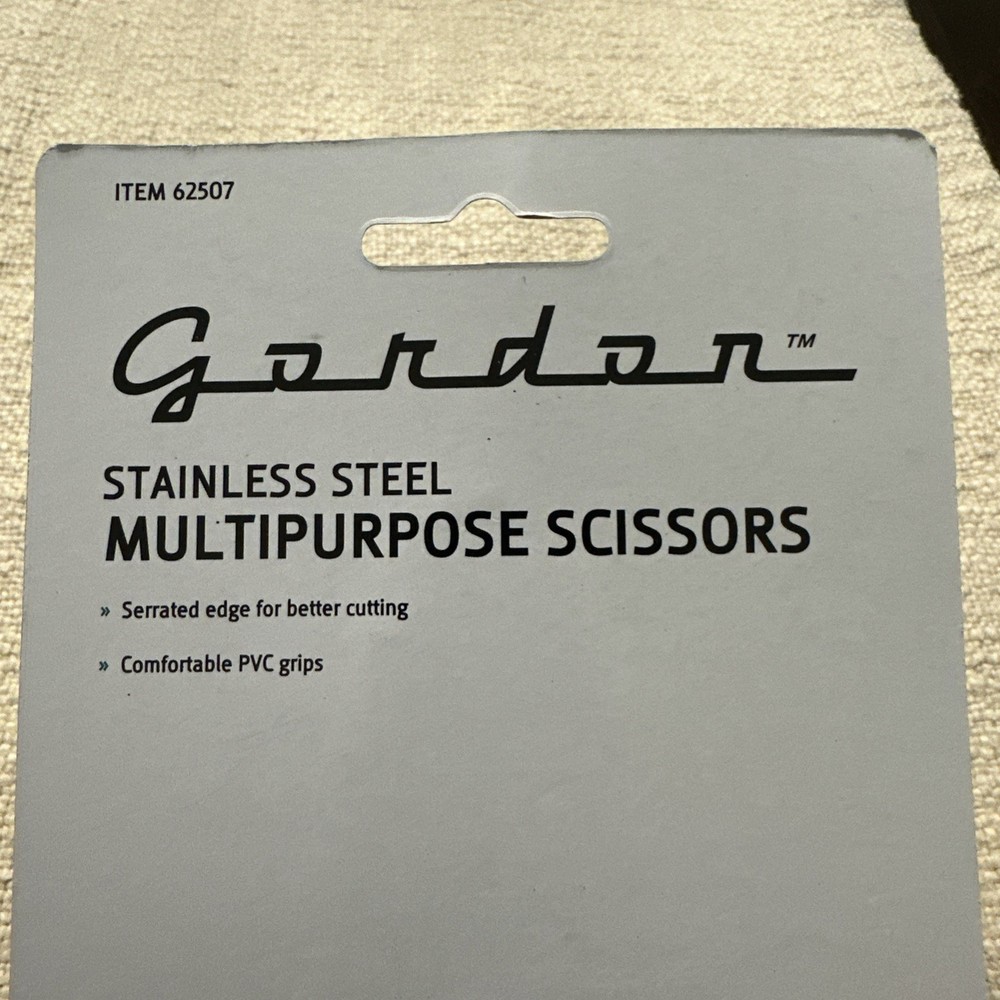 ITEM 62507
Gordon™
STAINLESS STEEL
MULTIPURPOSE SCISSORS
» Serrated edge for better cutting
» Comfortable PVC grips